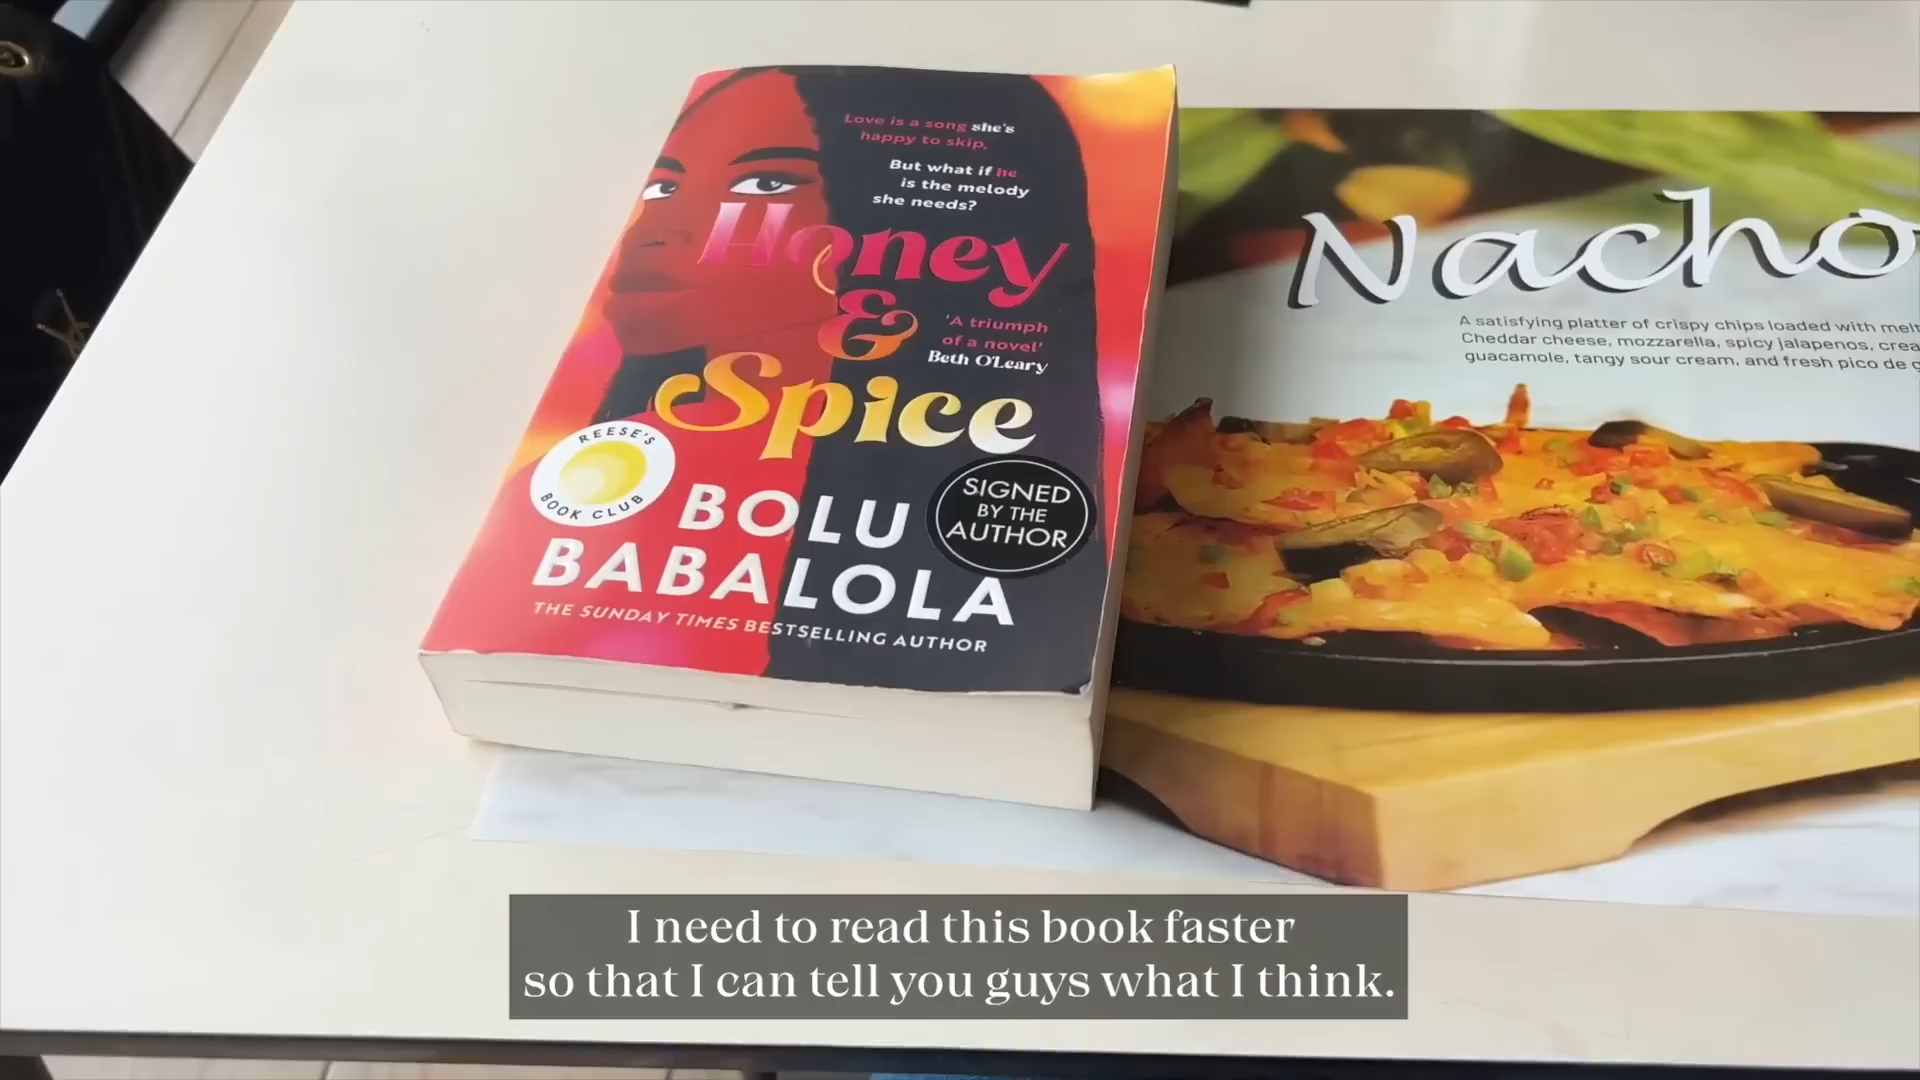 Love is a song she's
happy to skip.
But what if he
is the melody
she needs?
Honey
&
Spice
'A triumph
of a novel'
Beth O'Leary
REESE'S
BOOK CLUB
SIGNED
BY THE
AUTHOR
BOLU
BABALOLA
THE SUNDAY TIMES BESTSELLING AUTHOR
Nacho
A satisfying platter of crispy chips loaded with
Cheddar cheese, mozzarella, spicy jalapenos,
guacamole, tangy sour cream, and fresh pico de
I need to read this book faster
so that I can tell you guys what I think.